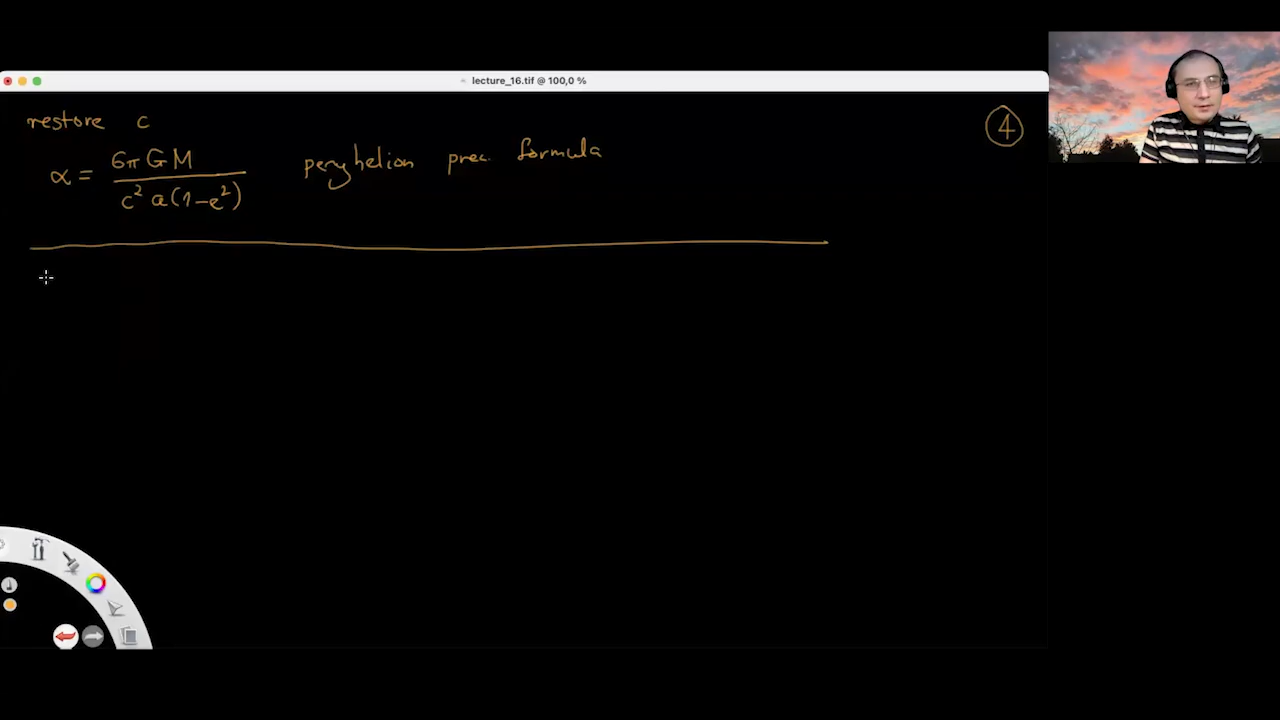 lecture_16.tif @ 100,0 %
restore c
④
α = 6πGM / c² a(1-e²)
peryhelion prec. formula